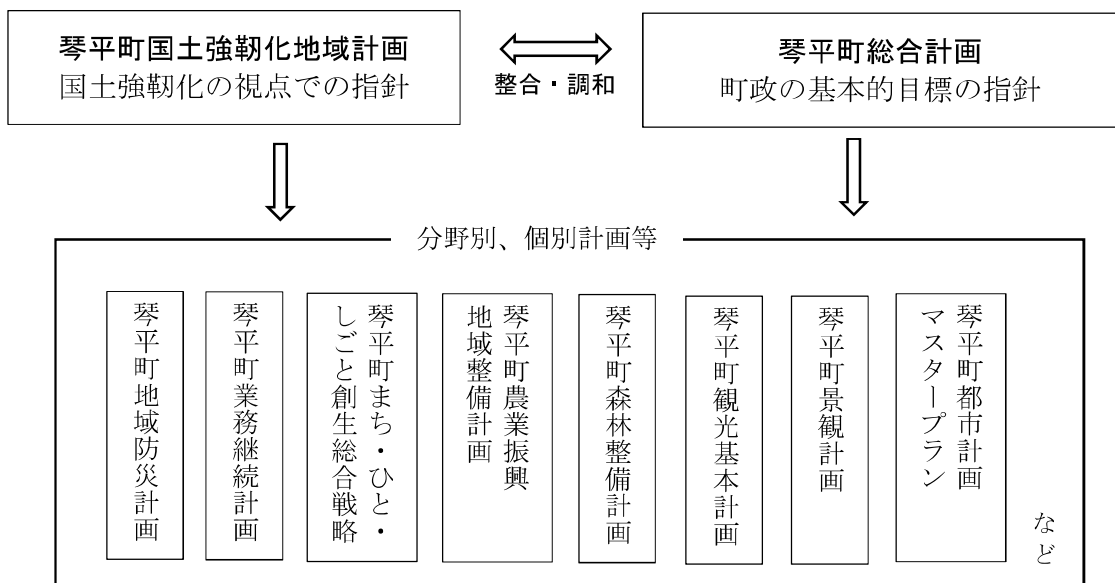 琴平町国土強靭化地域計画
国土強靭化の視点での指針
整合・調和
琴平町総合計画
町政の基本的目標の指針
分野別、個別計画等
琴平町地域防災計画
琴平町業務継続計画
琴平町まち・ひと・
しごと創生総合戦略
琴平町農業振興
地域整備計画
琴平町森林整備計画
琴平町観光基本計画
琴平町景観計画
琴平町都市計画
マスタープラン
など